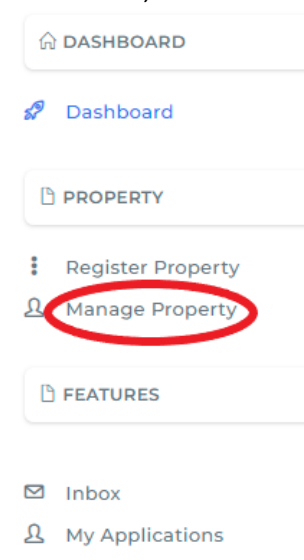 DASHBOARD
Dashboard
PROPERTY
Register Property
Manage Property
FEATURES
Inbox
My Applications